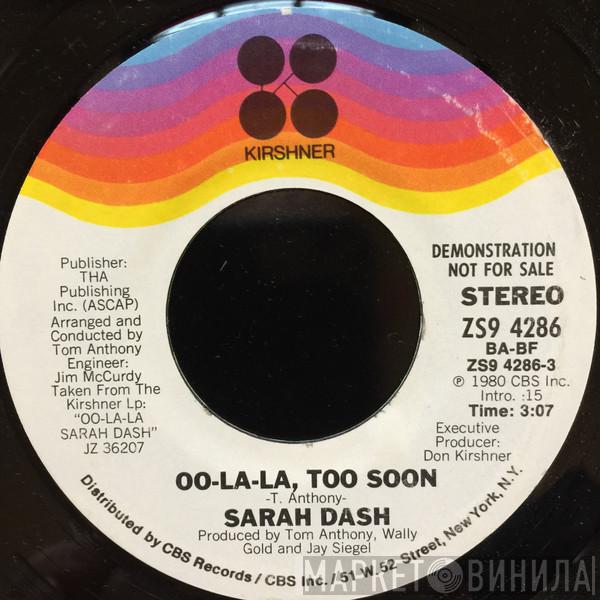 KIRSHNER
Publisher:
THA
Publishing
Inc. (ASCAP)
Arranged and
Conducted by
Tom Anthony
Engineer:
Jim McCurdy
Taken From The
Kirshner Lp:
"OO-LA-LA
SARAH DASH"
JZ 36207
DEMONSTRATION
NOT FOR SALE
STEREO
ZS9 4286
BA-BF
ZS9 4286-3
℗ 1980 CBS Inc.
Intro. :15
Time: 3:07
Executive
Producer:
Don Kirshner
OO-LA-LA, TOO SOON
-T. Anthony-
SARAH DASH
Produced by Tom Anthony, Wally
Gold and Jay Siegel
Distributed by CBS Records / CBS Inc. / 51 W. 52 Street, New York, N.Y.
МАРКЕТ ВИНИЛА